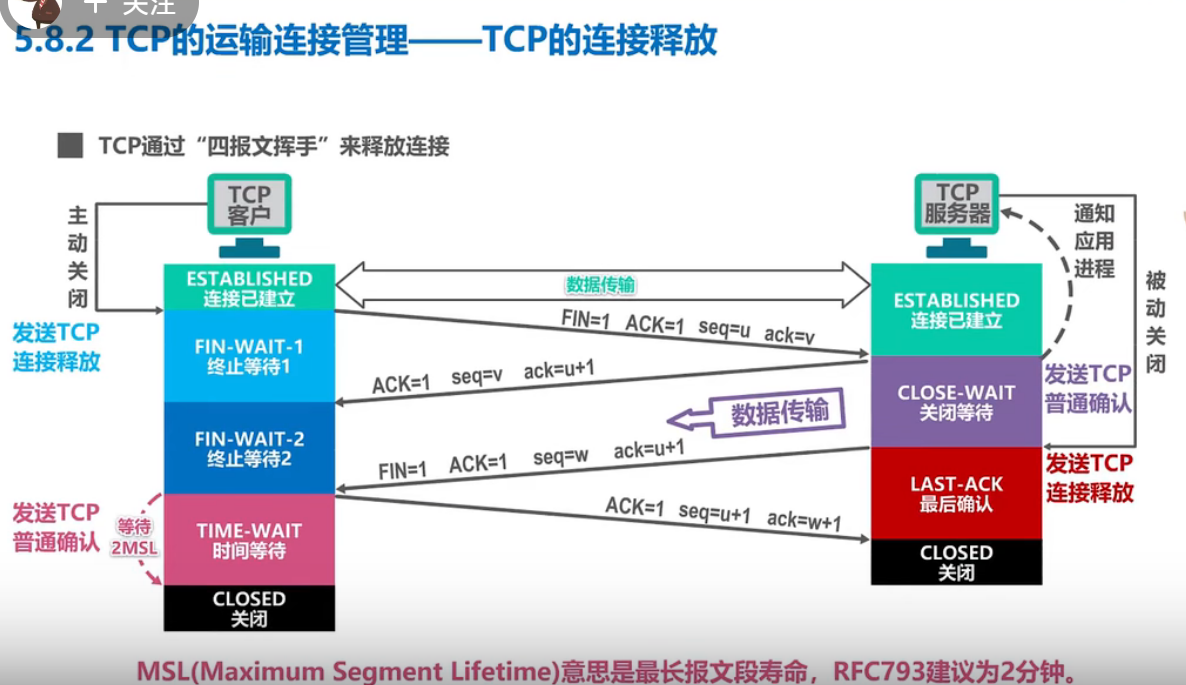 + 关注
5.8.2 TCP的运输连接管理——TCP的连接释放
TCP通过“四报文挥手”来释放连接
TCP
客户
TCP
服务器
主动关闭
通知
应用
进程
被动关闭
ESTABLISHED
连接已建立
数据传输
ESTABLISHED
连接已建立
FIN=1 ACK=1 seq=u ack=v
发送TCP
连接释放
FIN-WAIT-1
终止等待1
ACK=1 seq=v ack=u+1
CLOSE-WAIT
关闭等待
发送TCP
普通确认
数据传输
FIN-WAIT-2
终止等待2
FIN=1 ACK=1 seq=w ack=u+1
发送TCP
连接释放
LAST-ACK
最后确认
ACK=1 seq=u+1 ack=w+1
发送TCP
普通确认
等待
2MSL
TIME-WAIT
时间等待
CLOSED
关闭
CLOSED
关闭
MSL(Maximum Segment Lifetime)意思是最长报文段寿命，RFC793建议为2分钟。